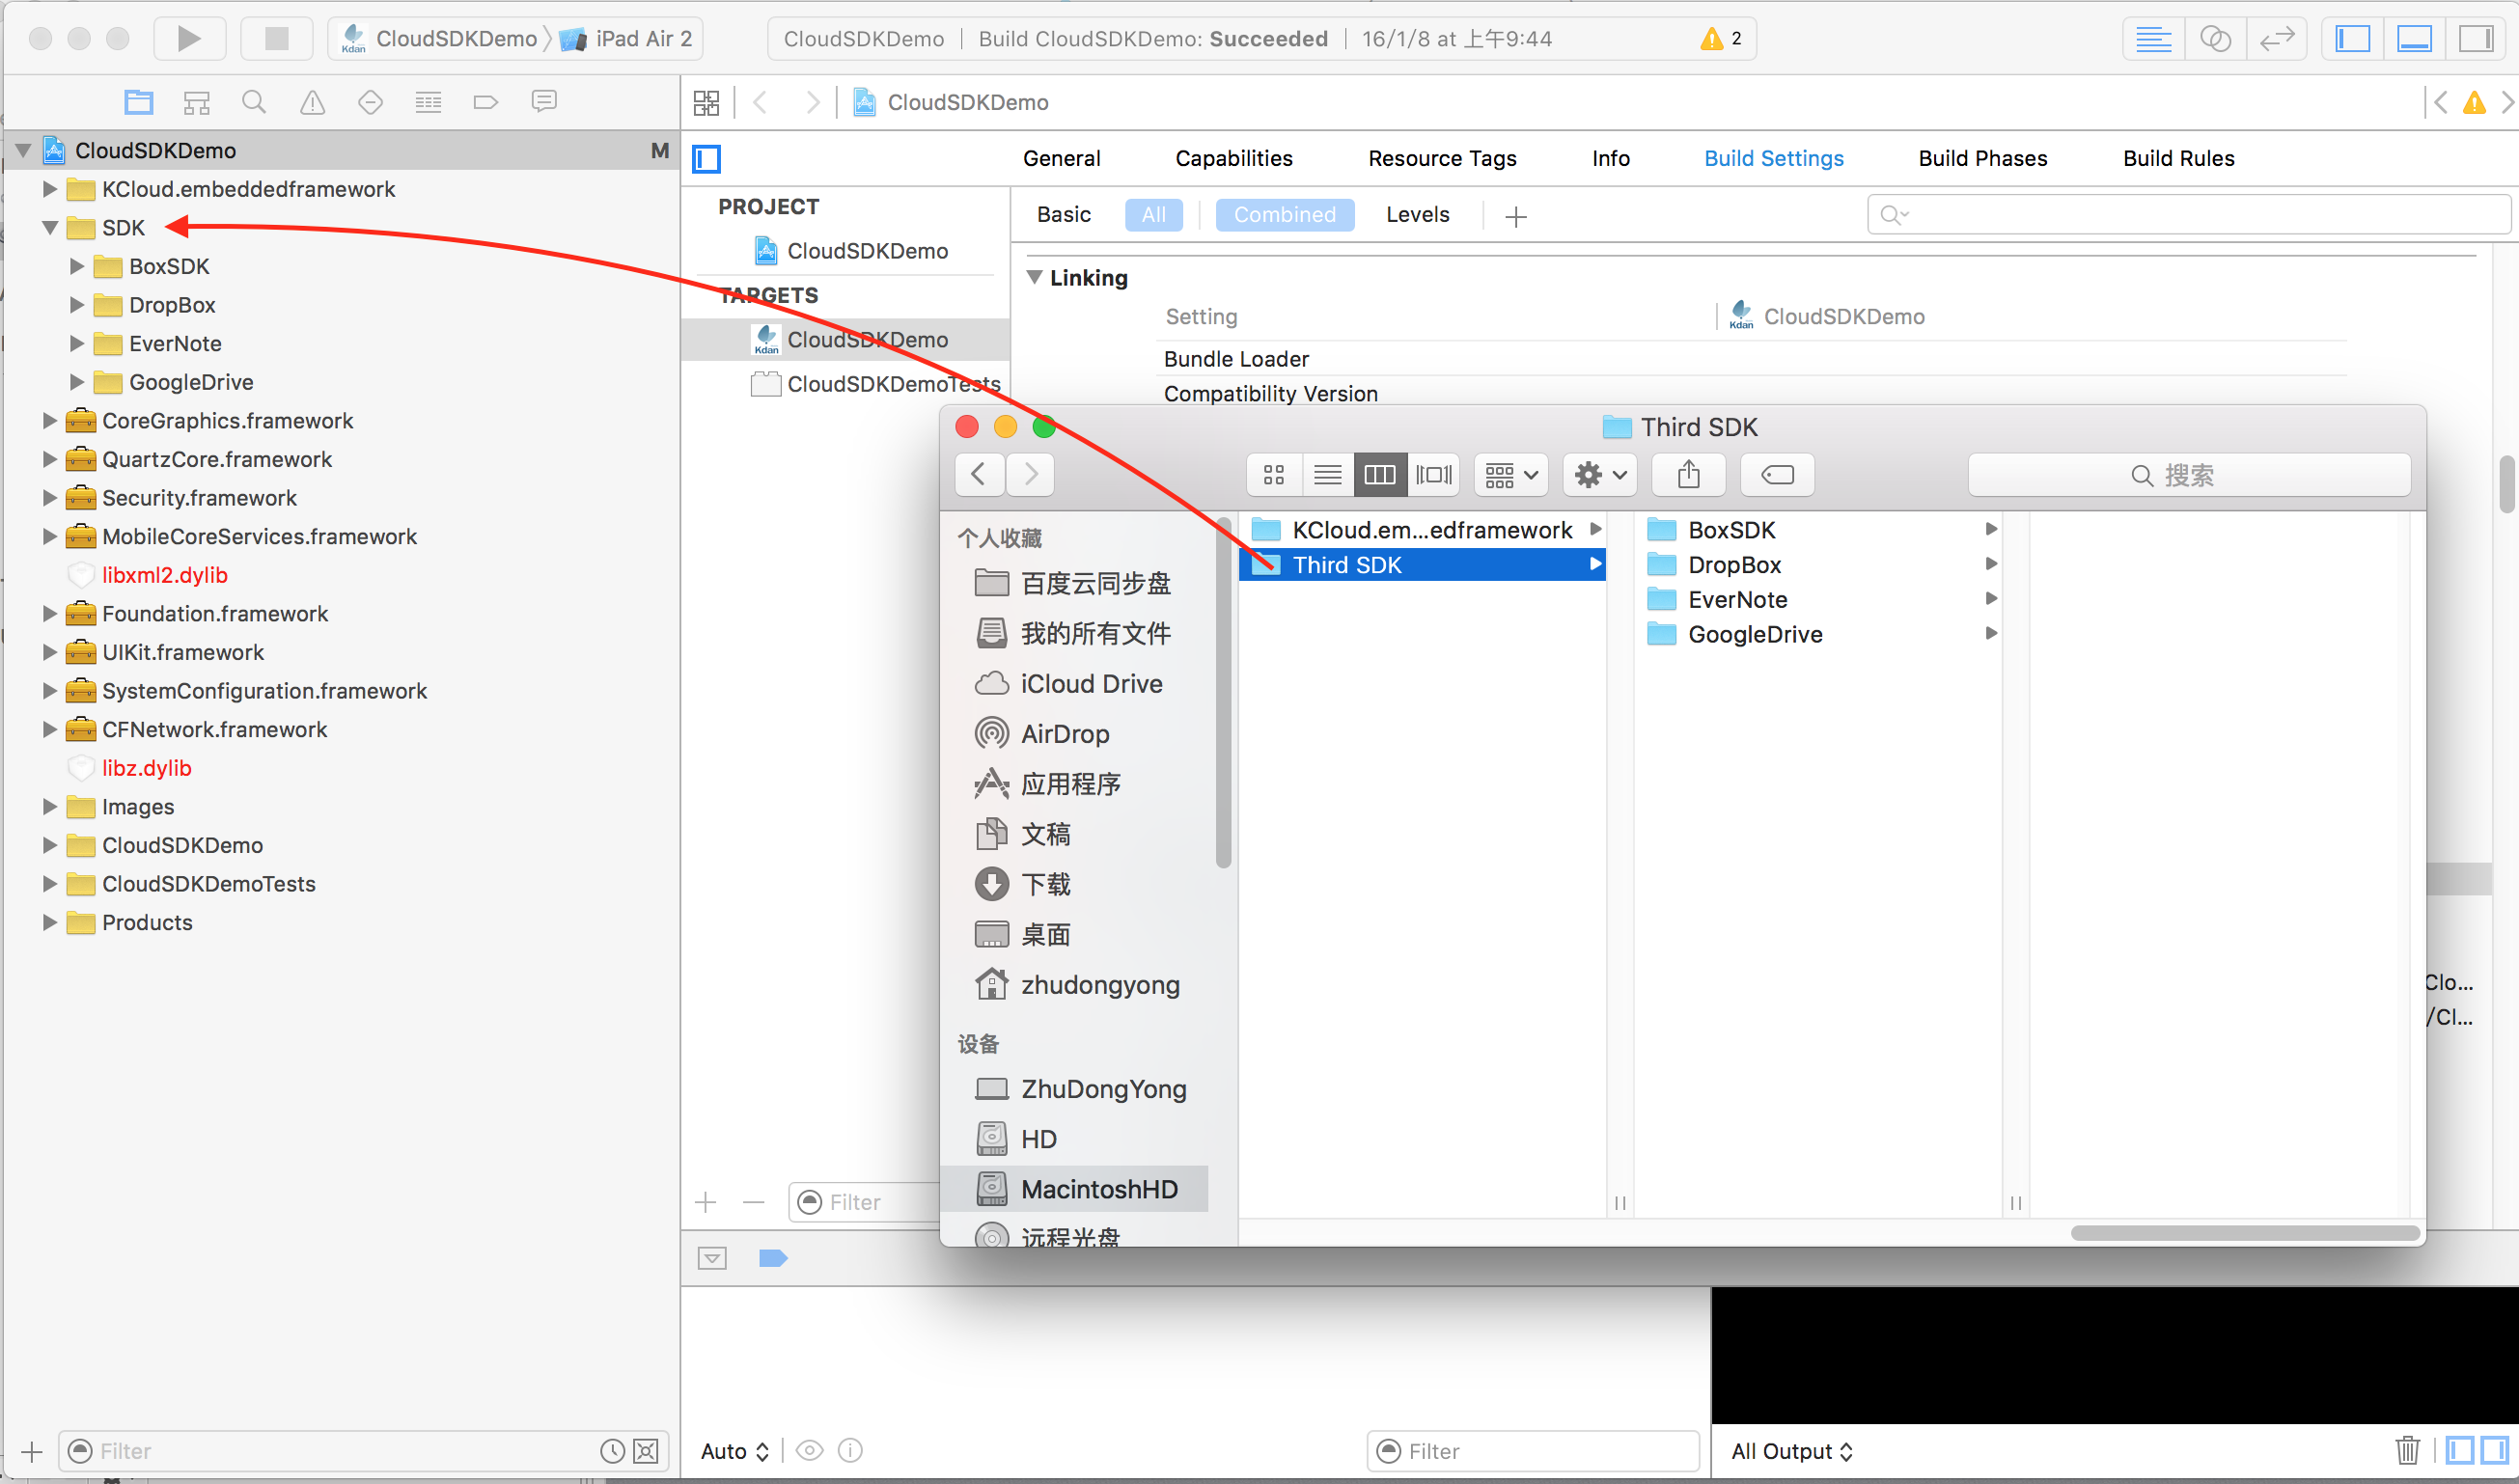 CloudSDKDemo
iPad Air 2
CloudSDKDemo
Build CloudSDKDemo: Succeeded
16/1/8 at 上午9:44
2
CloudSDKDemo
CloudSDKDemo
M
KCloud.embeddedframework
SDK
BoxSDK
DropBox
EverNote
GoogleDrive
CoreGraphics.framework
QuartzCore.framework
Security.framework
MobileCoreServices.framework
libxml2.dylib
Foundation.framework
UIKit.framework
SystemConfiguration.framework
CFNetwork.framework
libz.dylib
Images
CloudSDKDemo
CloudSDKDemoTests
Products
Filter
General
Capabilities
Resource Tags
Info
Build Settings
Build Phases
Build Rules
PROJECT
CloudSDKDemo
TARGETS
Kdan
CloudSDKDemo
CloudSDKDemoTests
Filter
Basic
All
Combined
Levels
Linking
Setting
Kdan
CloudSDKDemo
Bundle Loader
Compatibility Version
Third SDK
搜索
个人收藏
百度云同步盘
我的所有文件
iCloud Drive
AirDrop
应用程序
文稿
下载
桌面
zhudongyong
设备
ZhuDongYong
HD
MacintoshHD
远程光盘
KCloud.em...edframework
Third SDK
BoxSDK
DropBox
EverNote
GoogleDrive
Clo...
/Cl...
Auto
Filter
All Output